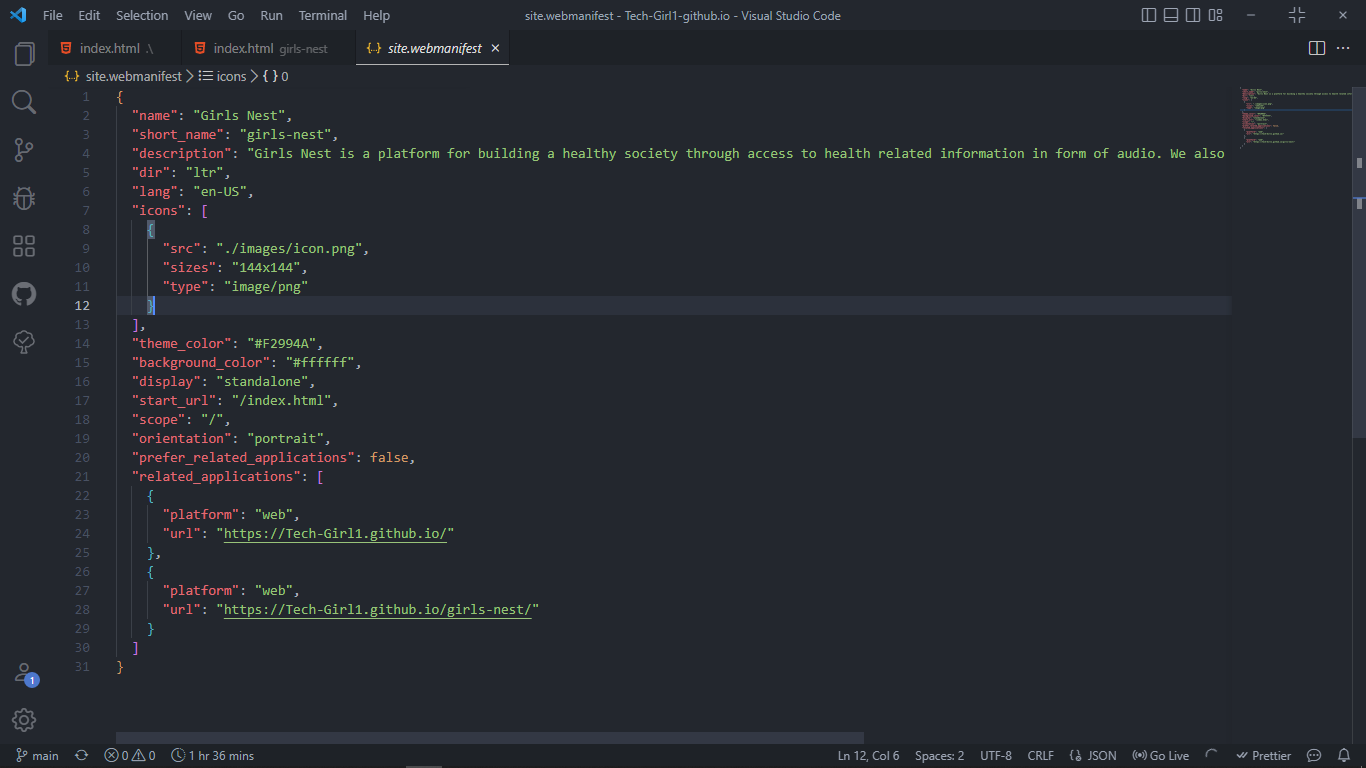 File Edit Selection View Go Run Terminal Help site.webmanifest - Tech-Girl1-github.io - Visual Studio Code
index.html .\ index.html girls-nest {..} site.webmanifest ×
{..} site.webmanifest > icons > { } 0
1 {
2 "name": "Girls Nest",
3 "short_name": "girls-nest",
4 "description": "Girls Nest is a platform for building a healthy society through access to health related information in form of audio. We also
5 "dir": "ltr",
6 "lang": "en-US",
7 "icons": [
8 {
9 "src": "./images/icon.png",
10 "sizes": "144x144",
11 "type": "image/png"
12 }
13 ],
14 "theme_color": "#F2994A",
15 "background_color": "#ffffff",
16 "display": "standalone",
17 "start_url": "/index.html",
18 "scope": "/",
19 "orientation": "portrait",
20 "prefer_related_applications": false,
21 "related_applications": [
22 {
23 "platform": "web",
24 "url": "https://Tech-Girl1.github.io/"
25 },
26 {
27 "platform": "web",
28 "url": "https://Tech-Girl1.github.io/girls-nest/"
29 }
30 ]
31 }
1
main 0 0 1 hr 36 mins Ln 12, Col 6 Spaces: 2 UTF-8 CRLF JSON Go Live Prettier